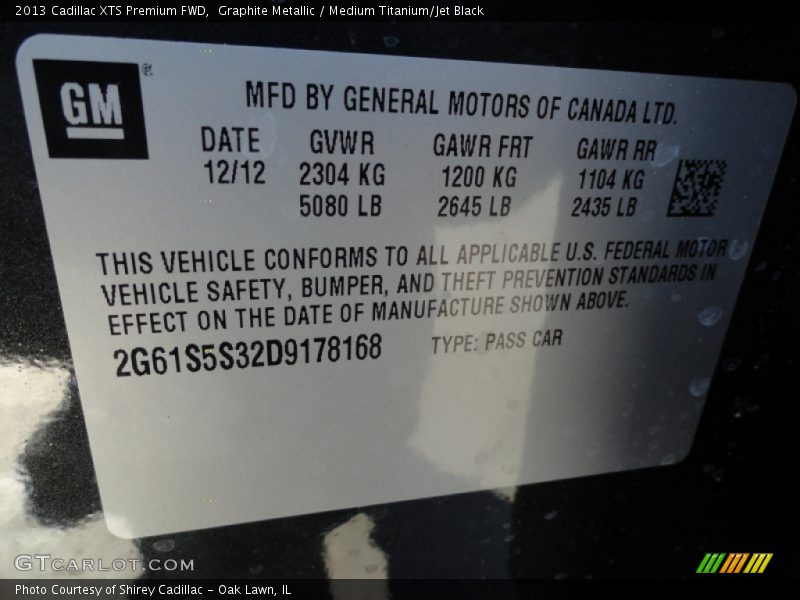 2013 Cadillac XTS Premium FWD,  Graphite Metallic / Medium Titanium/Jet Black
GM ®
MFD BY GENERAL MOTORS OF CANADA LTD.
DATE GVWR GAWR FRT GAWR RR
12/12 2304 KG 1200 KG 1104 KG
5080 LB 2645 LB 2435 LB
THIS VEHICLE CONFORMS TO ALL APPLICABLE U.S. FEDERAL MOTOR
VEHICLE SAFETY, BUMPER, AND THEFT PREVENTION STANDARDS IN
EFFECT ON THE DATE OF MANUFACTURE SHOWN ABOVE.
2G61S5S32D9178168 TYPE: PASS CAR
GTCARLOT.COM
Photo Courtesy of Shirey Cadillac - Oak Lawn, IL